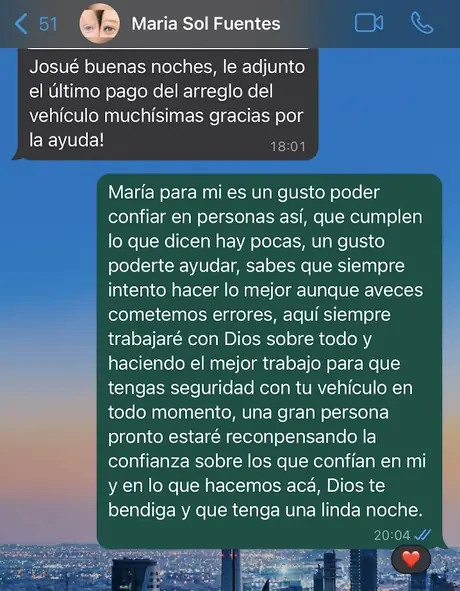 51 Maria Sol Fuentes
Josué buenas noches, le adjunto
el último pago del arreglo del
vehículo muchísimas gracias por
la ayuda!
18:01
María para mi es un gusto poder
confiar en personas así, que cumplen
lo que dicen hay pocas, un gusto
poderte ayudar, sabes que siempre
intento hacer lo mejor aunque aveces
cometemos errores, aquí siempre
trabajaré con Dios sobre todo y
haciendo el mejor trabajo para que
tengas seguridad con tu vehículo en
todo momento, una gran persona
pronto estaré reconpensando la
confianza sobre los que confían en mi
y en lo que hacemos acá, Dios te
bendiga y que tenga una linda noche.
20:04